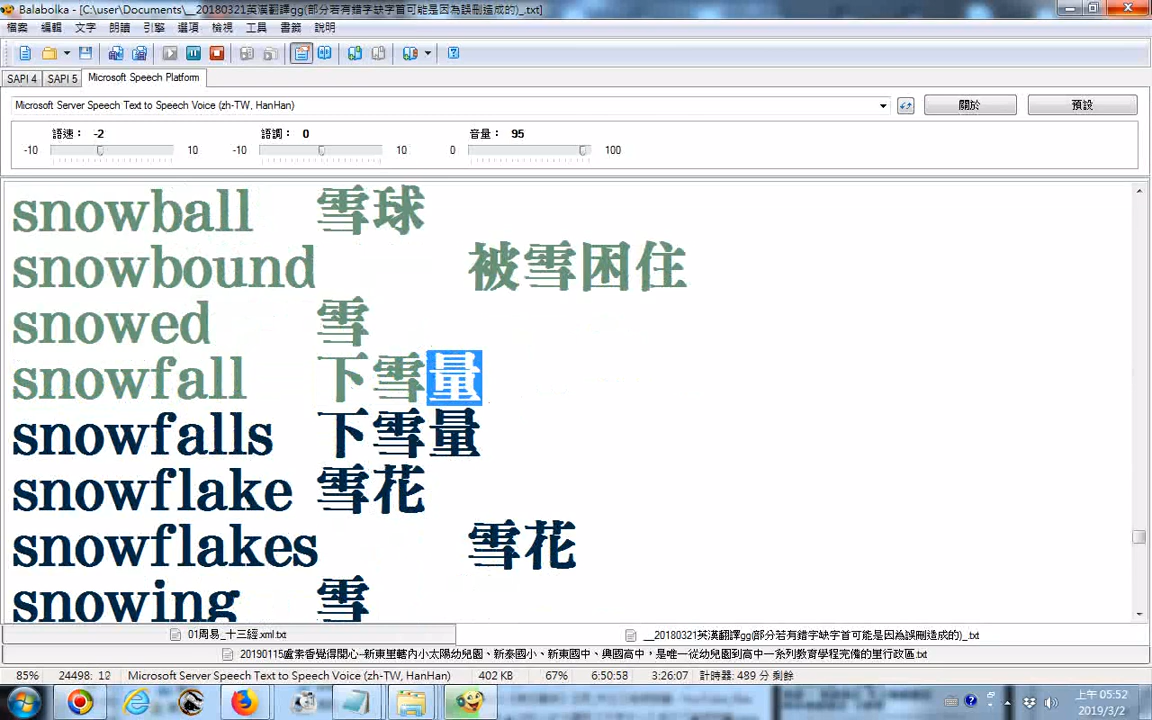 Balabolka - [C:\user\Documents\__20180321英漢翻譯gg(部分若有錯字缺字首可能是因為誤刪造成的)_.txt]
檔案 編輯 文字 朗讀 引擎 選項 檢視 工具 書籤 說明
SAPI 4 SAPI 5 Microsoft Speech Platform
Microsoft Server Speech Text to Speech Voice (zh-TW, HanHan) 關於 預設
語速： -2 語調： 0 音量： 95
-10 10 -10 10 0 100
snowball 雪球
snowbound 被雪困住
snowed 雪
snowfall 下雪量
snowfalls 下雪量
snowflake 雪花
snowflakes 雪花
snowing 雪
01周易_十三經.xml.txt __20180321英漢翻譯gg(部分若有錯字缺字首可能是因為誤刪造成的)_.txt
20190115盧素香覺得開心-新東里轄內小太陽幼兒園、新泰國小、新東國中、興國高中，是唯一從幼兒園到高中一系列教育學程完備的里行政區.txt
85% 24498: 12 Microsoft Server Speech Text to Speech Voice (zh-TW, HanHan) 402 KB 67% 6:50:58 3:26:07 計時器: 489 分 剩餘
上午 05:52
2019/3/2